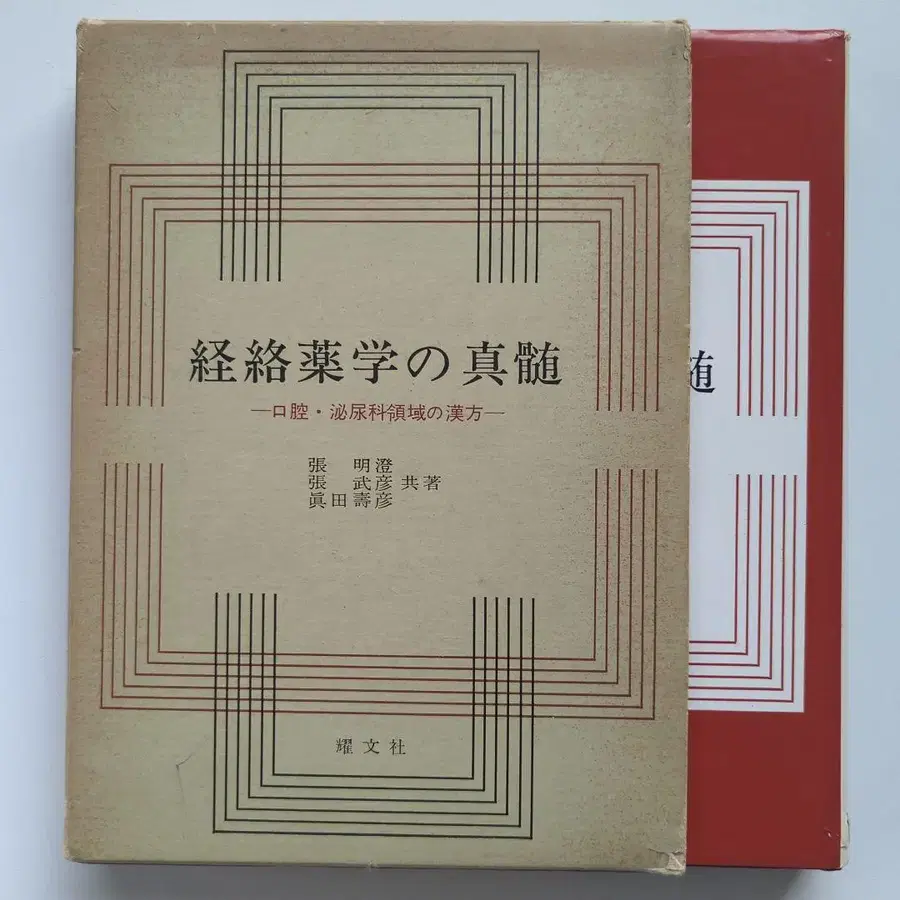 経絡薬学の真髄
—口腔・泌尿科領域の漢方—
張 明澄
張 武彦 共著
眞田壽彦
耀文社
髄